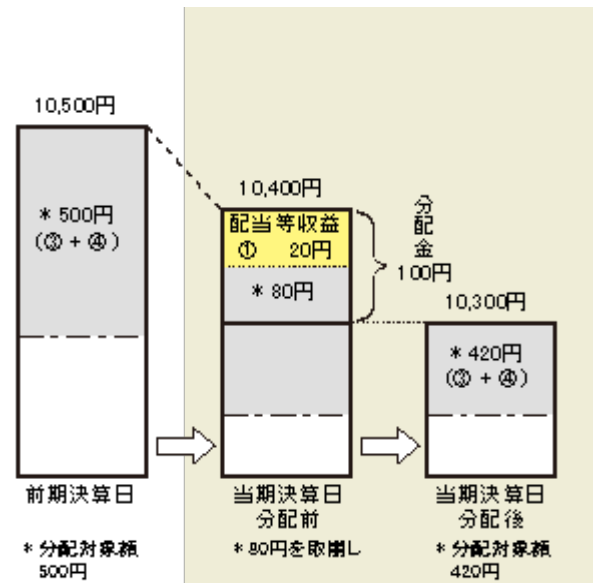 10,500円
* 500円
(③ + ④)
前期決算日
* 分配対象額
500円
10,400円
配当等収益
① 20円
* 80円
分配金
100円
当期決算日
分配前
* 80円を取崩し
10,300円
* 420円
(③ + ④)
当期決算日
分配後
* 分配対象額
420円